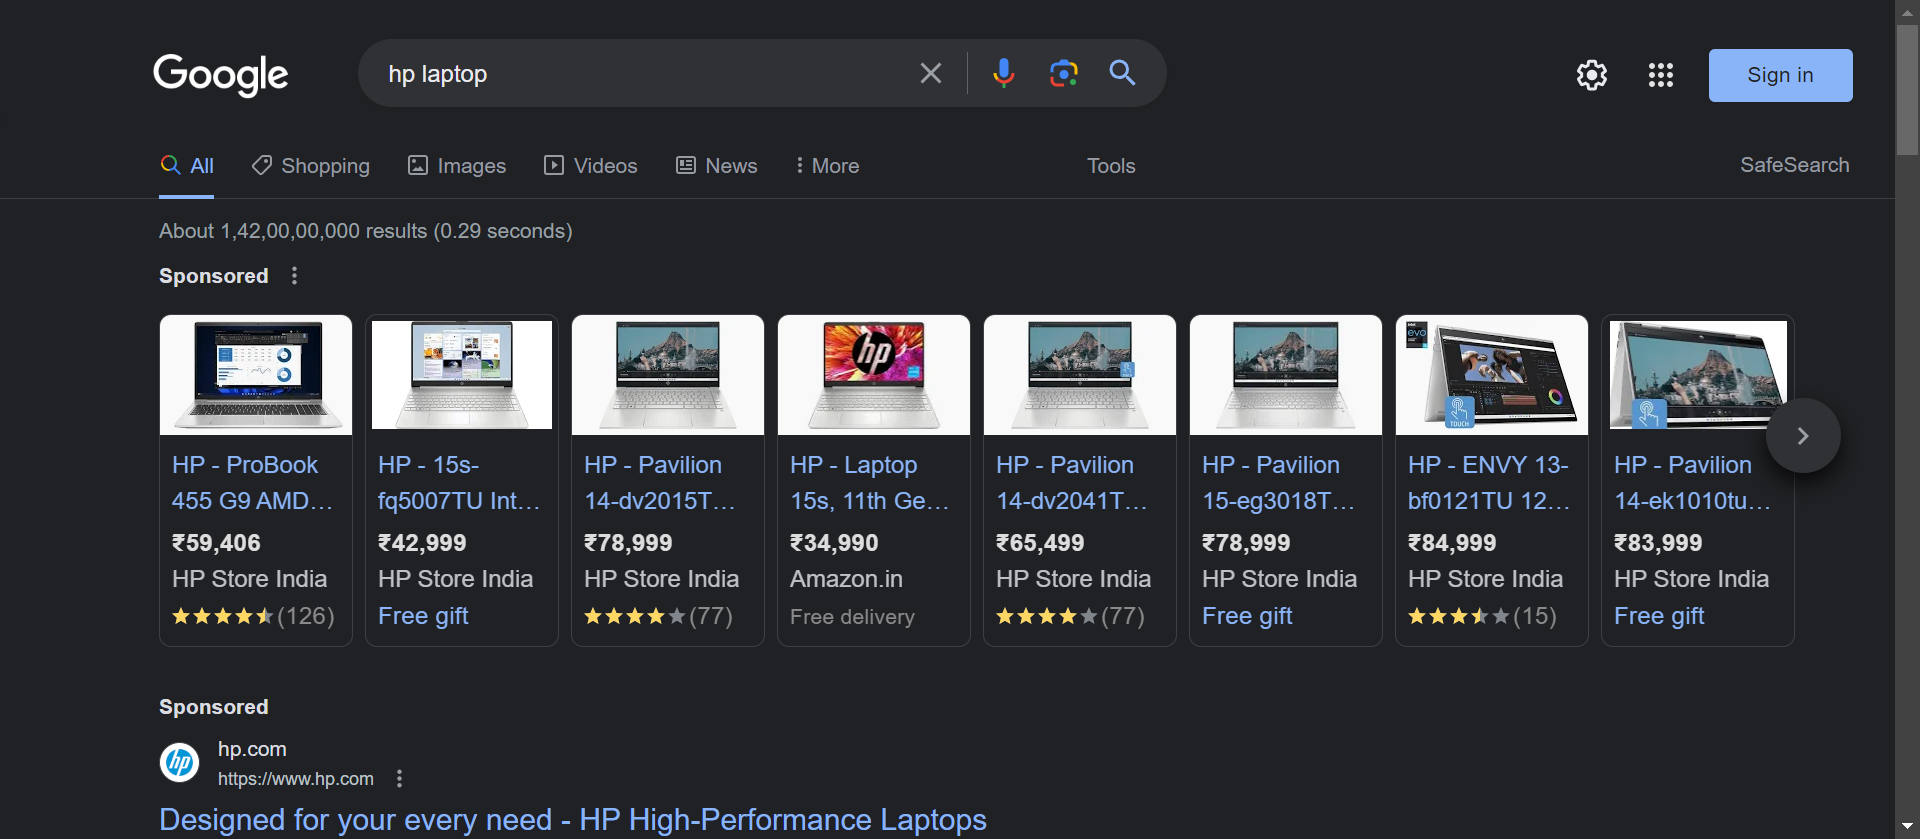 Google
hp laptop
Sign in
All
Shopping
Images
Videos
News
More
Tools
SafeSearch
About 1,42,00,00,000 results (0.29 seconds)
Sponsored
HP - ProBook
455 G9 AMD...
₹59,406
HP Store India
(126)
HP - 15s-
fq5007TU Int...
₹42,999
HP Store India
Free gift
HP - Pavilion
14-dv2015T...
₹78,999
HP Store India
(77)
hp
HP - Laptop
15s, 11th Ge...
₹34,990
Amazon.in
Free delivery
HP - Pavilion
14-dv2041T...
₹65,499
HP Store India
(77)
HP - Pavilion
15-eg3018T...
₹78,999
HP Store India
Free gift
evo
TOUCH
HP - ENVY 13-
bf0121TU 12...
₹84,999
HP Store India
(15)
HP - Pavilion
14-ek1010tu...
₹83,999
HP Store India
Free gift
Sponsored
hp
hp.com
https://www.hp.com
Designed for your every need - HP High-Performance Laptops